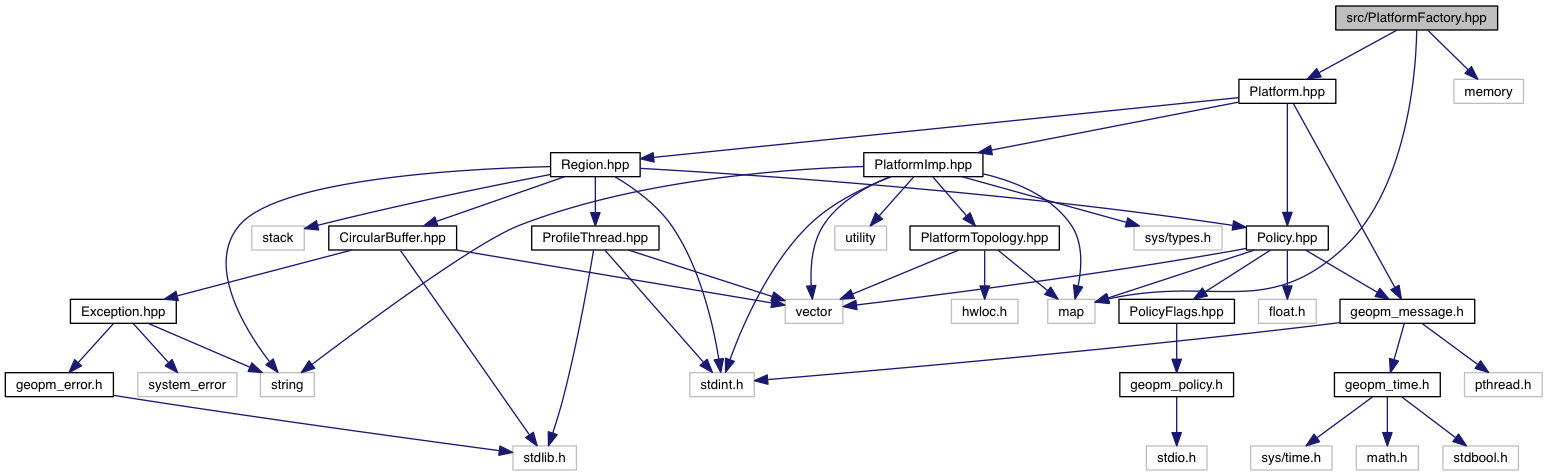 src/PlatformFactory.hpp
Platform.hpp
memory
Region.hpp
PlatformImp.hpp
stack
CircularBuffer.hpp
ProfileThread.hpp
utility
PlatformTopology.hpp
sys/types.h
Policy.hpp
Exception.hpp
vector
hwloc.h
map
PolicyFlags.hpp
float.h
geopm_message.h
geopm_error.h
system_error
string
stdint.h
geopm_policy.h
geopm_time.h
pthread.h
stdlib.h
stdio.h
sys/time.h
math.h
stdbool.h